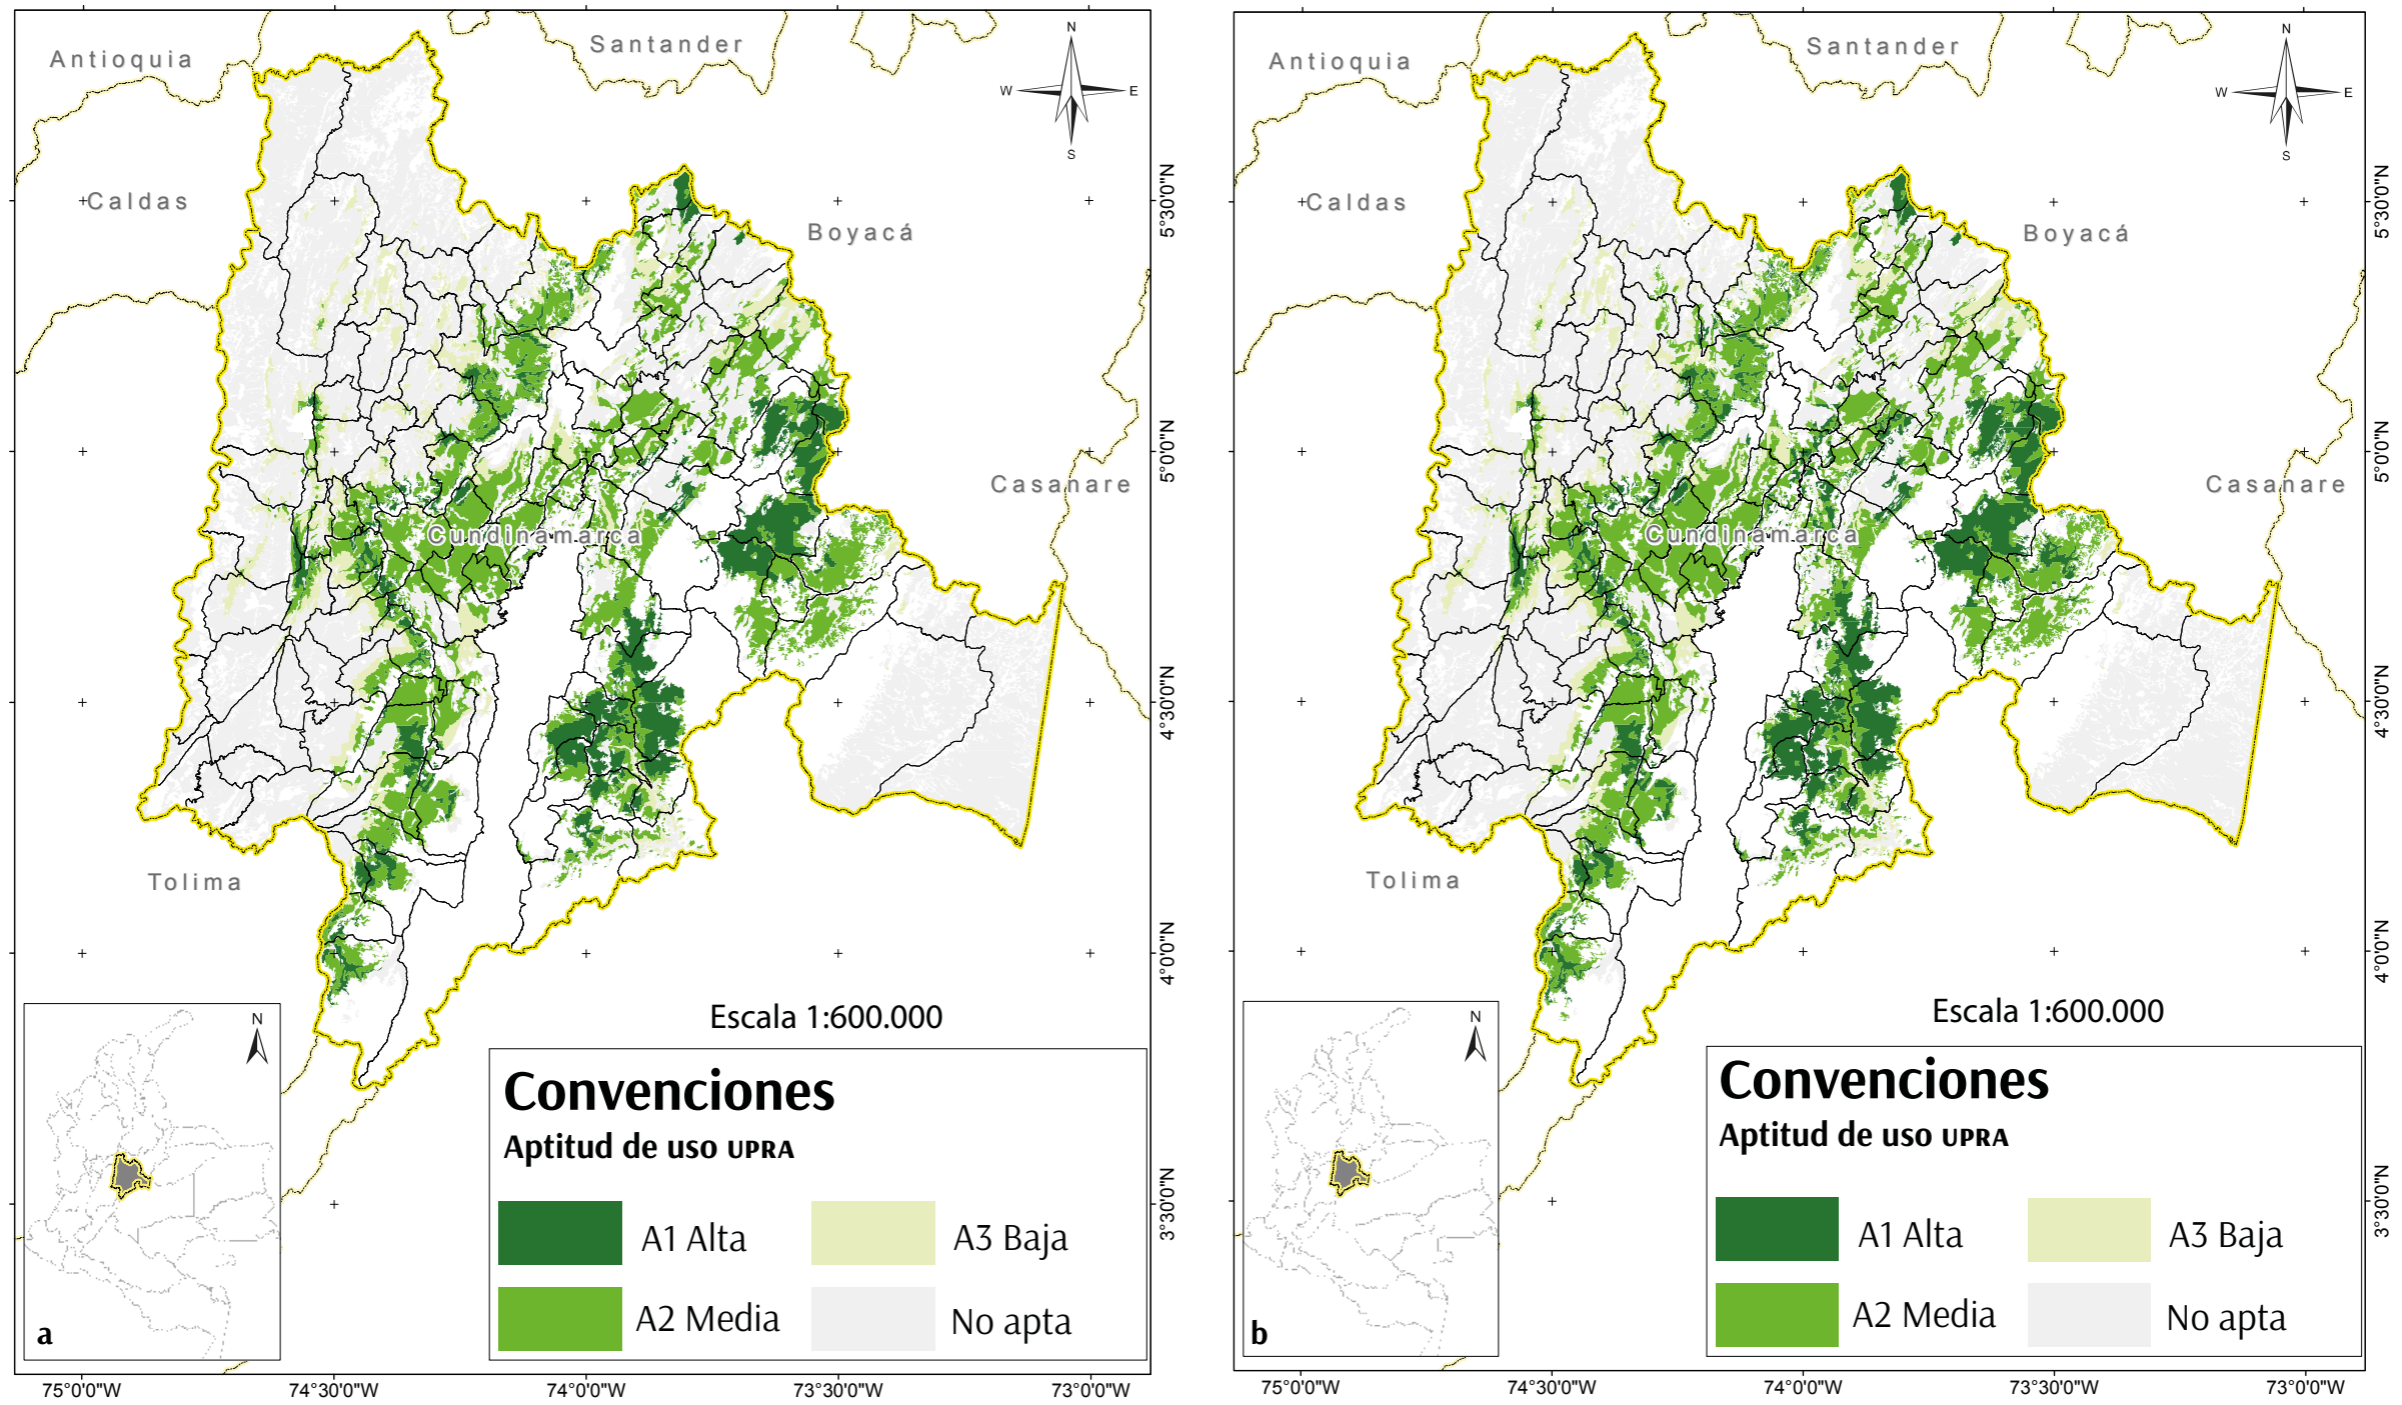 Antioquia
Santander
N
W E
S
Caldas
Boyacá
5°30'0"N
5°0'0"N
Casanare
Cundinamarca
4°30'0"N
Tolima
4°0'0"N
Escala 1:600.000
N
a
Convenciones
Aptitud de uso UPRA
A1 Alta
A3 Baja
A2 Media
No apta
3°30'0"N
75°0'0"W 74°30'0"W 74°0'0"W 73°30'0"W 73°0'0"W
Antioquia
Santander
N
W E
S
Caldas
Boyacá
5°30'0"N
5°0'0"N
Casanare
Cundinamarca
4°30'0"N
Tolima
4°0'0"N
Escala 1:600.000
N
b
Convenciones
Aptitud de uso UPRA
A1 Alta
A3 Baja
A2 Media
No apta
3°30'0"N
75°0'0"W 74°30'0"W 74°0'0"W 73°30'0"W 73°0'0"W